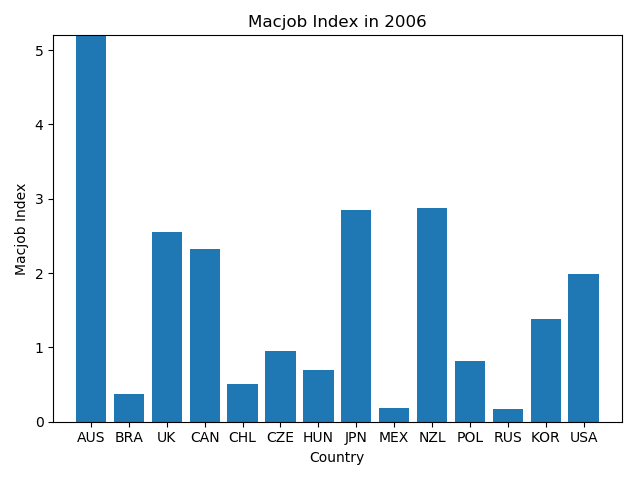 Macjob Index in 2006
Macjob Index
5
4
3
2
1
0
AUS BRA UK CAN CHL CZE HUN JPN MEX NZL POL RUS KOR USA
Country